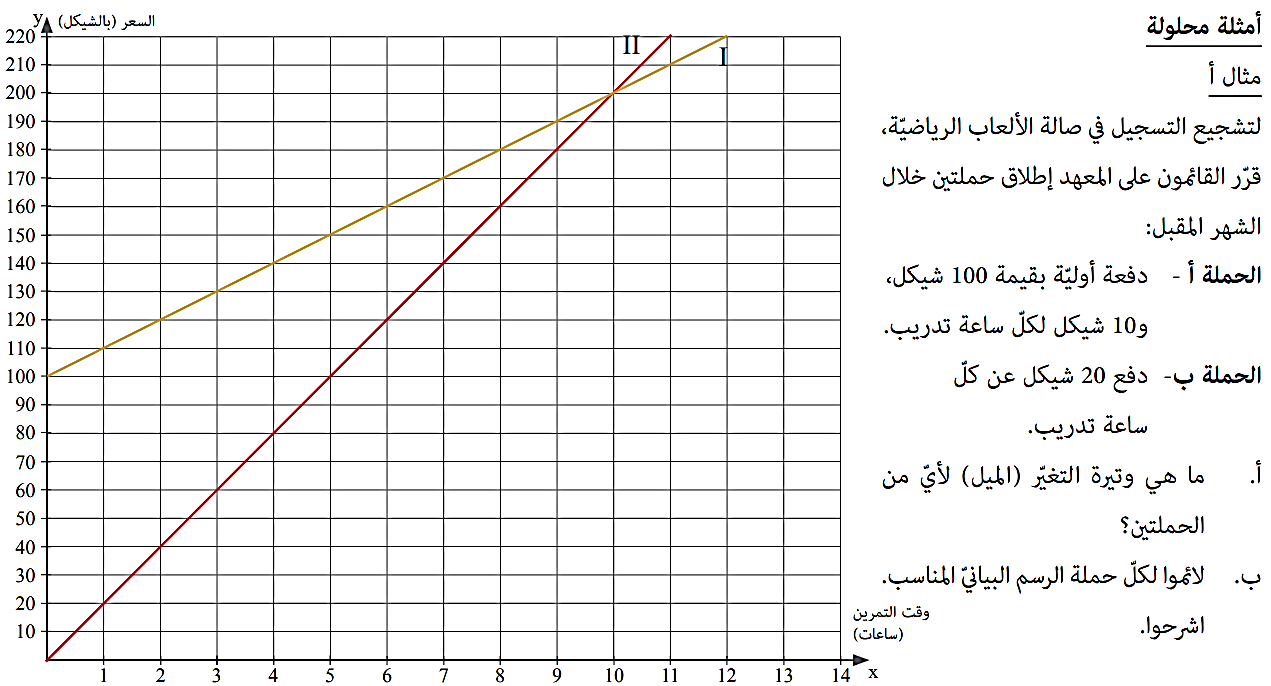 أمثلة محلولة
مثال أ
لتشجيع التسجيل في صالة الألعاب الرياضيّة،
قرّر القائمون على المعهد إطلاق حملتين خلال
الشهر المقبل:
الحملة أ - دفعة أوليّة بقيمة 100 شيكل،
و10 شيكل لكلّ ساعة تدريب.
الحملة ب- دفع 20 شيكل عن كلّ
ساعة تدريب.
أ. ما هي وتيرة التغيّر (الميل) لأيّ من
الحملتين؟
ب. لائموا لكلّ حملة الرسم البيانيّ المناسب.
اشرحوا.
y
السعر (بالشيكل)
220
210
200
190
180
170
160
150
140
130
120
110
100
90
80
70
60
50
40
30
20
10
II
I
1 2 3 4 5 6 7 8 9 10 11 12 13 14
x
وقت التمرين
(ساعات)